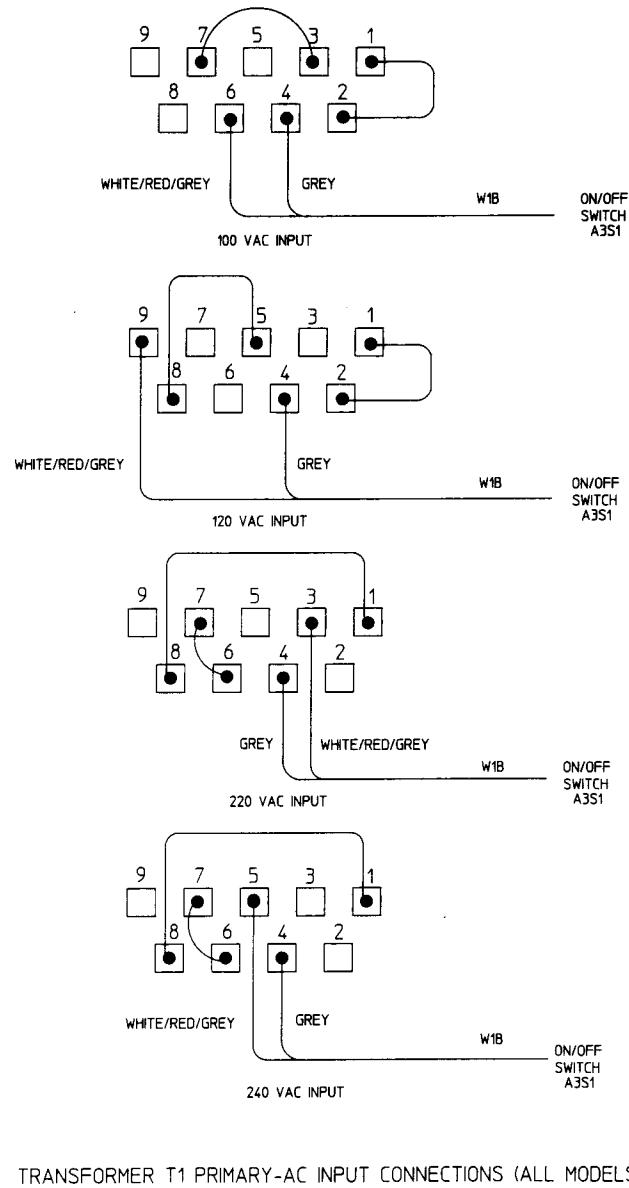 9 7 5 3 1
8 6 4 2
WHITE/RED/GREY GREY
W1B
ON/OFF
SWITCH
A3S1
100 VAC INPUT
9 7 5 3 1
8 6 4 2
WHITE/RED/GREY GREY
W1B
ON/OFF
SWITCH
A3S1
120 VAC INPUT
9 7 5 3 1
8 6 4 2
GREY WHITE/RED/GREY
W1B
ON/OFF
SWITCH
A3S1
220 VAC INPUT
9 7 5 3 1
8 6 4 2
WHITE/RED/GREY GREY
W1B
ON/OFF
SWITCH
A3S1
240 VAC INPUT
TRANSFORMER T1 PRIMARY-AC INPUT CONNECTIONS (ALL MODELS